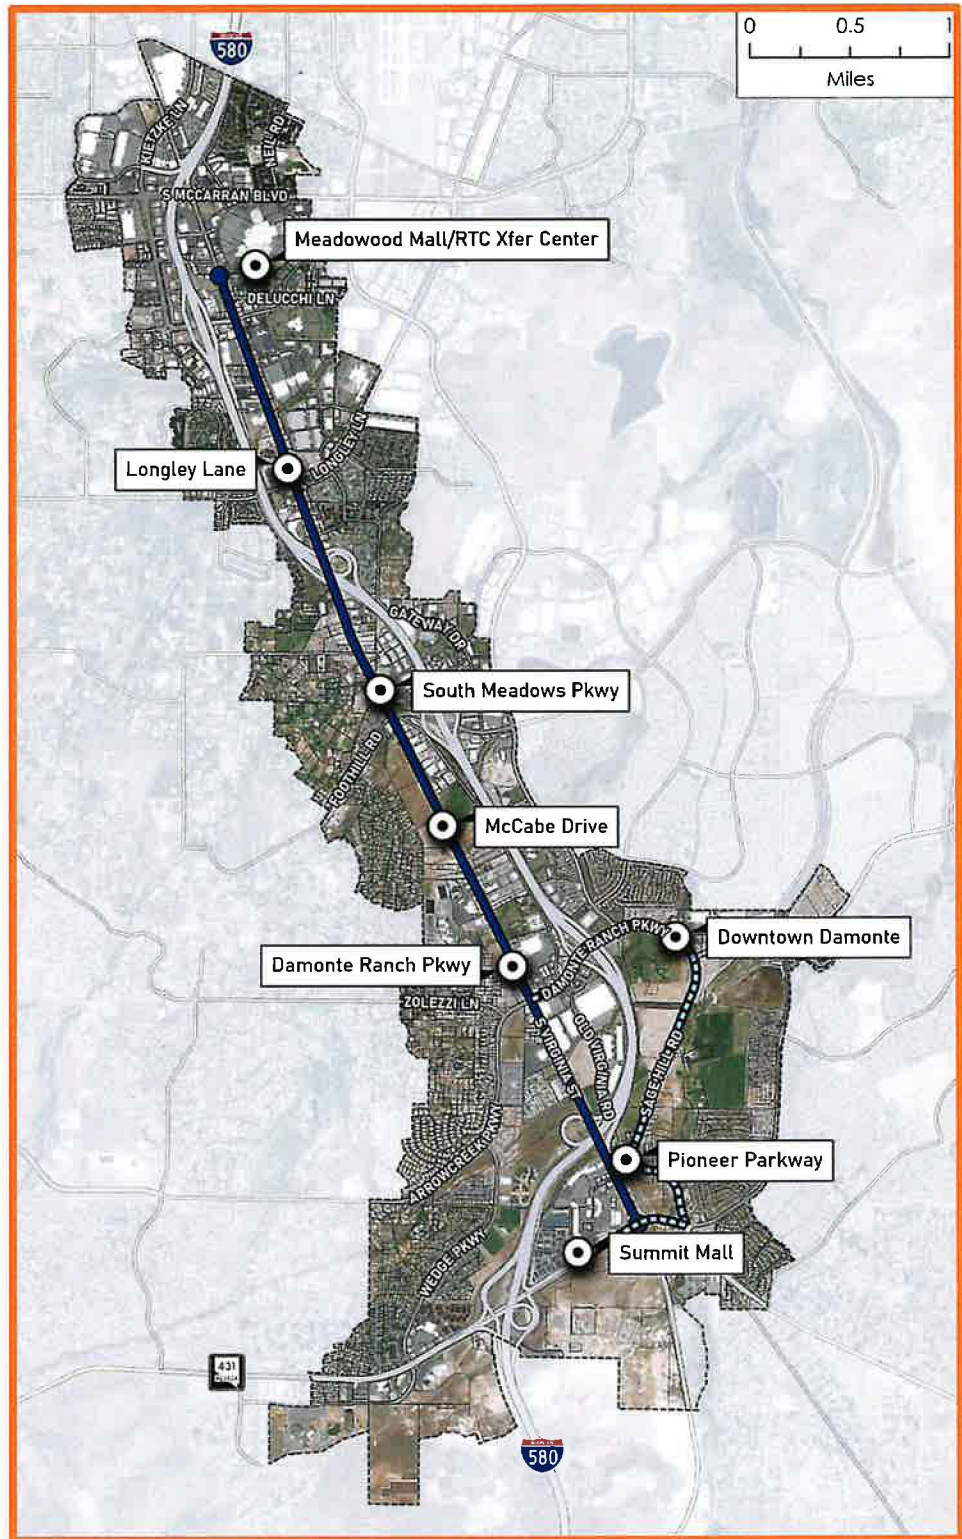 0 0.5 1
Miles
580
KIETZKE LN
NEIL RD
S MCCARRAN BLVD
Meadowood Mall/RTC Xfer Center
DELUCCHI LN
LONGLEY LN
Longley Lane
GATEWAY DR
South Meadows Pkwy
FOOTHILL RD
McCabe Drive
DAMONTE RANCH PKWY
Downtown Damonte
Damonte Ranch Pkwy
ZOLEZZI LN
S VIRGINIA ST
OLD VIRGINIA RD
SAGE HILL RD
ARROWCREEK PKWY
Pioneer Parkway
WEDGE PKWY
Summit Mall
431
580